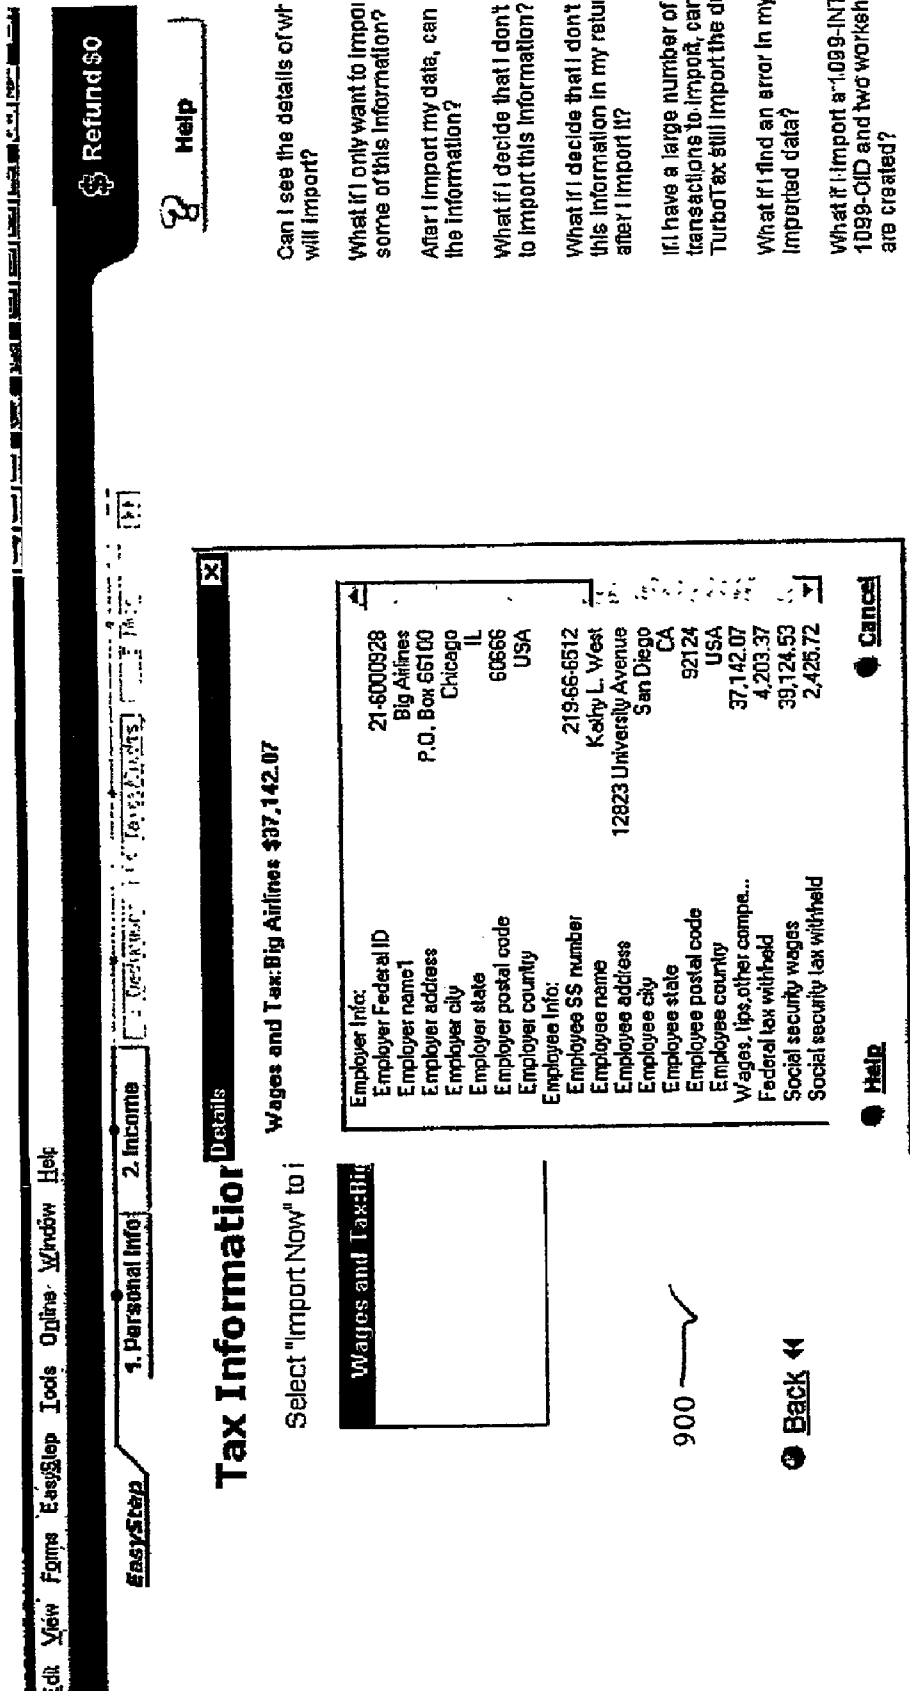 Edit View Forms EasyStep Tools Online Window Help
$ Refund $0
EasyStep
1. Personal Info
2. Income
? Help
Tax Information
Details
X
Select "Import Now" to i
Wages and Tax:Big Airlines $37,142.07
Wages and Tax:Big
Employer Info:
Employer Federal ID 21-6000928
Employer name1 Big Airlines
Employer address P.O. Box 66100
Employer city Chicago
Employer state IL
Employer postal code 60666
Employer country USA
Employee Info:
Employee SS number 219-66-6512
Employee name Kathy L. West
Employee address 12823 University Avenue
Employee city San Diego
Employee state CA
Employee postal code 92124
Employee country USA
Wages, tips,other compe... 37,142.07
Federal tax withheld 4,203.37
Social security wages 39,124.53
Social security tax withheld 2,425.72
900
Back
Help
Cancel
Can I see the details of wh
will import?
What if I only want to impor
some of this information?
After I import my data, can
the information?
What if I decide that I don't
to import this information?
What if I decide that I don't
this information in my retur
after I import it?
If I have a large number of
transactions to import, can
TurboTax still import the da
What if I find an error in my
imported data?
What if I import a 1099-INT
1099-OID and two worksh
are created?